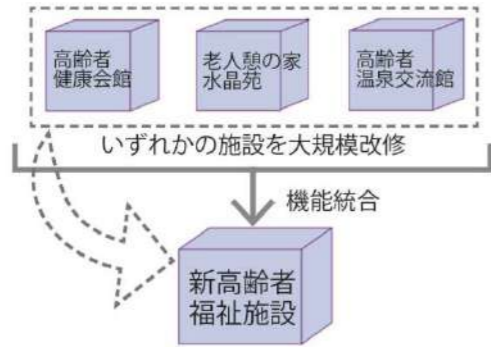 高齢者
健康会館
老人憩の家
水晶苑
高齢者
温泉交流館
いずれかの施設を大規模改修
機能統合
新高齢者
福祉施設